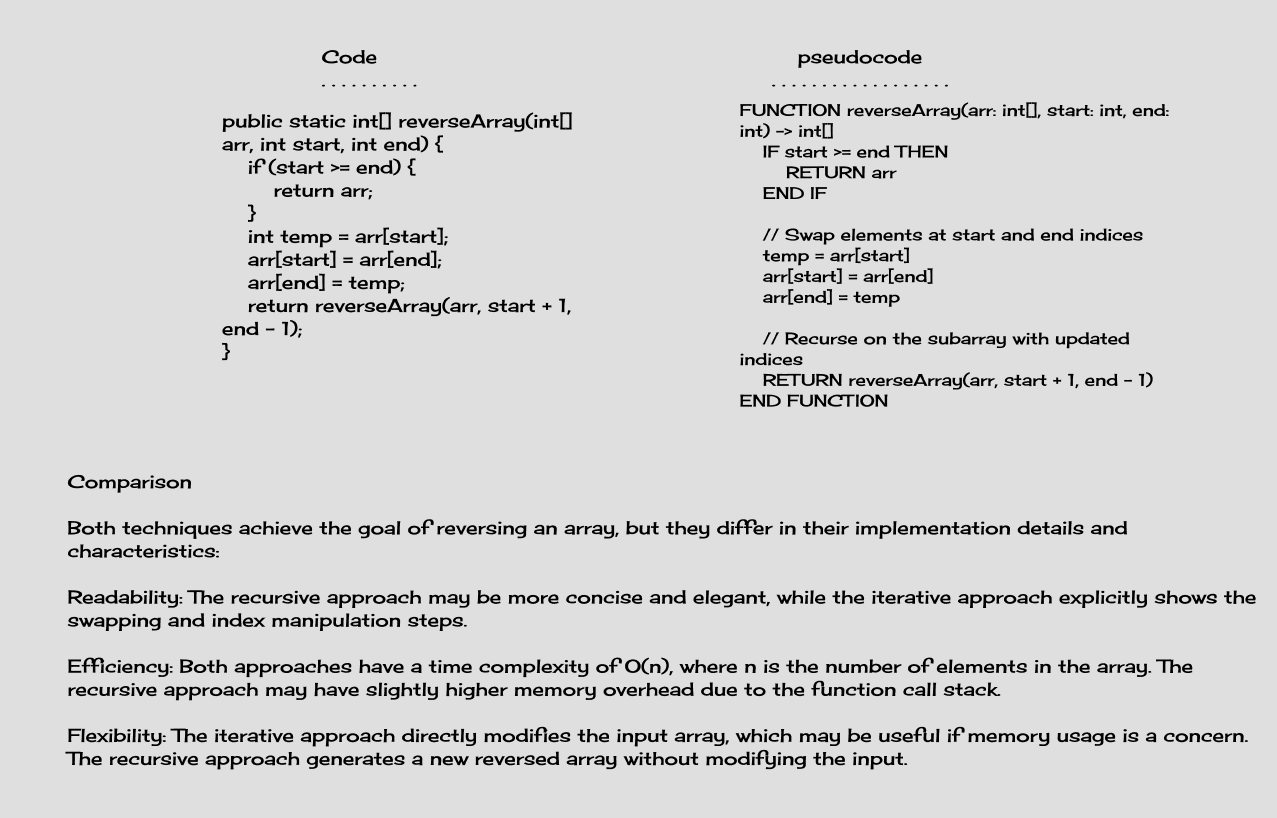 Code
..........
public static int[] reverseArray(int[]
arr, int start, int end) {
if (start >= end) {
return arr;
}
int temp = arr[start];
arr[start] = arr[end];
arr[end] = temp;
return reverseArray(arr, start + 1,
end - 1);
}
pseudocode
..................
FUNCTION reverseArray(arr: int[], start: int, end:
int) -> int[]
IF start >= end THEN
RETURN arr
END IF
// Swap elements at start and end indices
temp = arr[start]
arr[start] = arr[end]
arr[end] = temp
// Recurse on the subarray with updated
indices
RETURN reverseArray(arr, start + 1, end - 1)
END FUNCTION
Comparison
Both techniques achieve the goal of reversing an array, but they differ in their implementation details and
characteristics:
Readability: The recursive approach may be more concise and elegant, while the iterative approach explicitly shows the
swapping and index manipulation steps.
Efficiency: Both approaches have a time complexity of O(n), where n is the number of elements in the array. The
recursive approach may have slightly higher memory overhead due to the function call stack.
Flexibility: The iterative approach directly modifies the input array, which may be useful if memory usage is a concern.
The recursive approach generates a new reversed array without modifying the input.